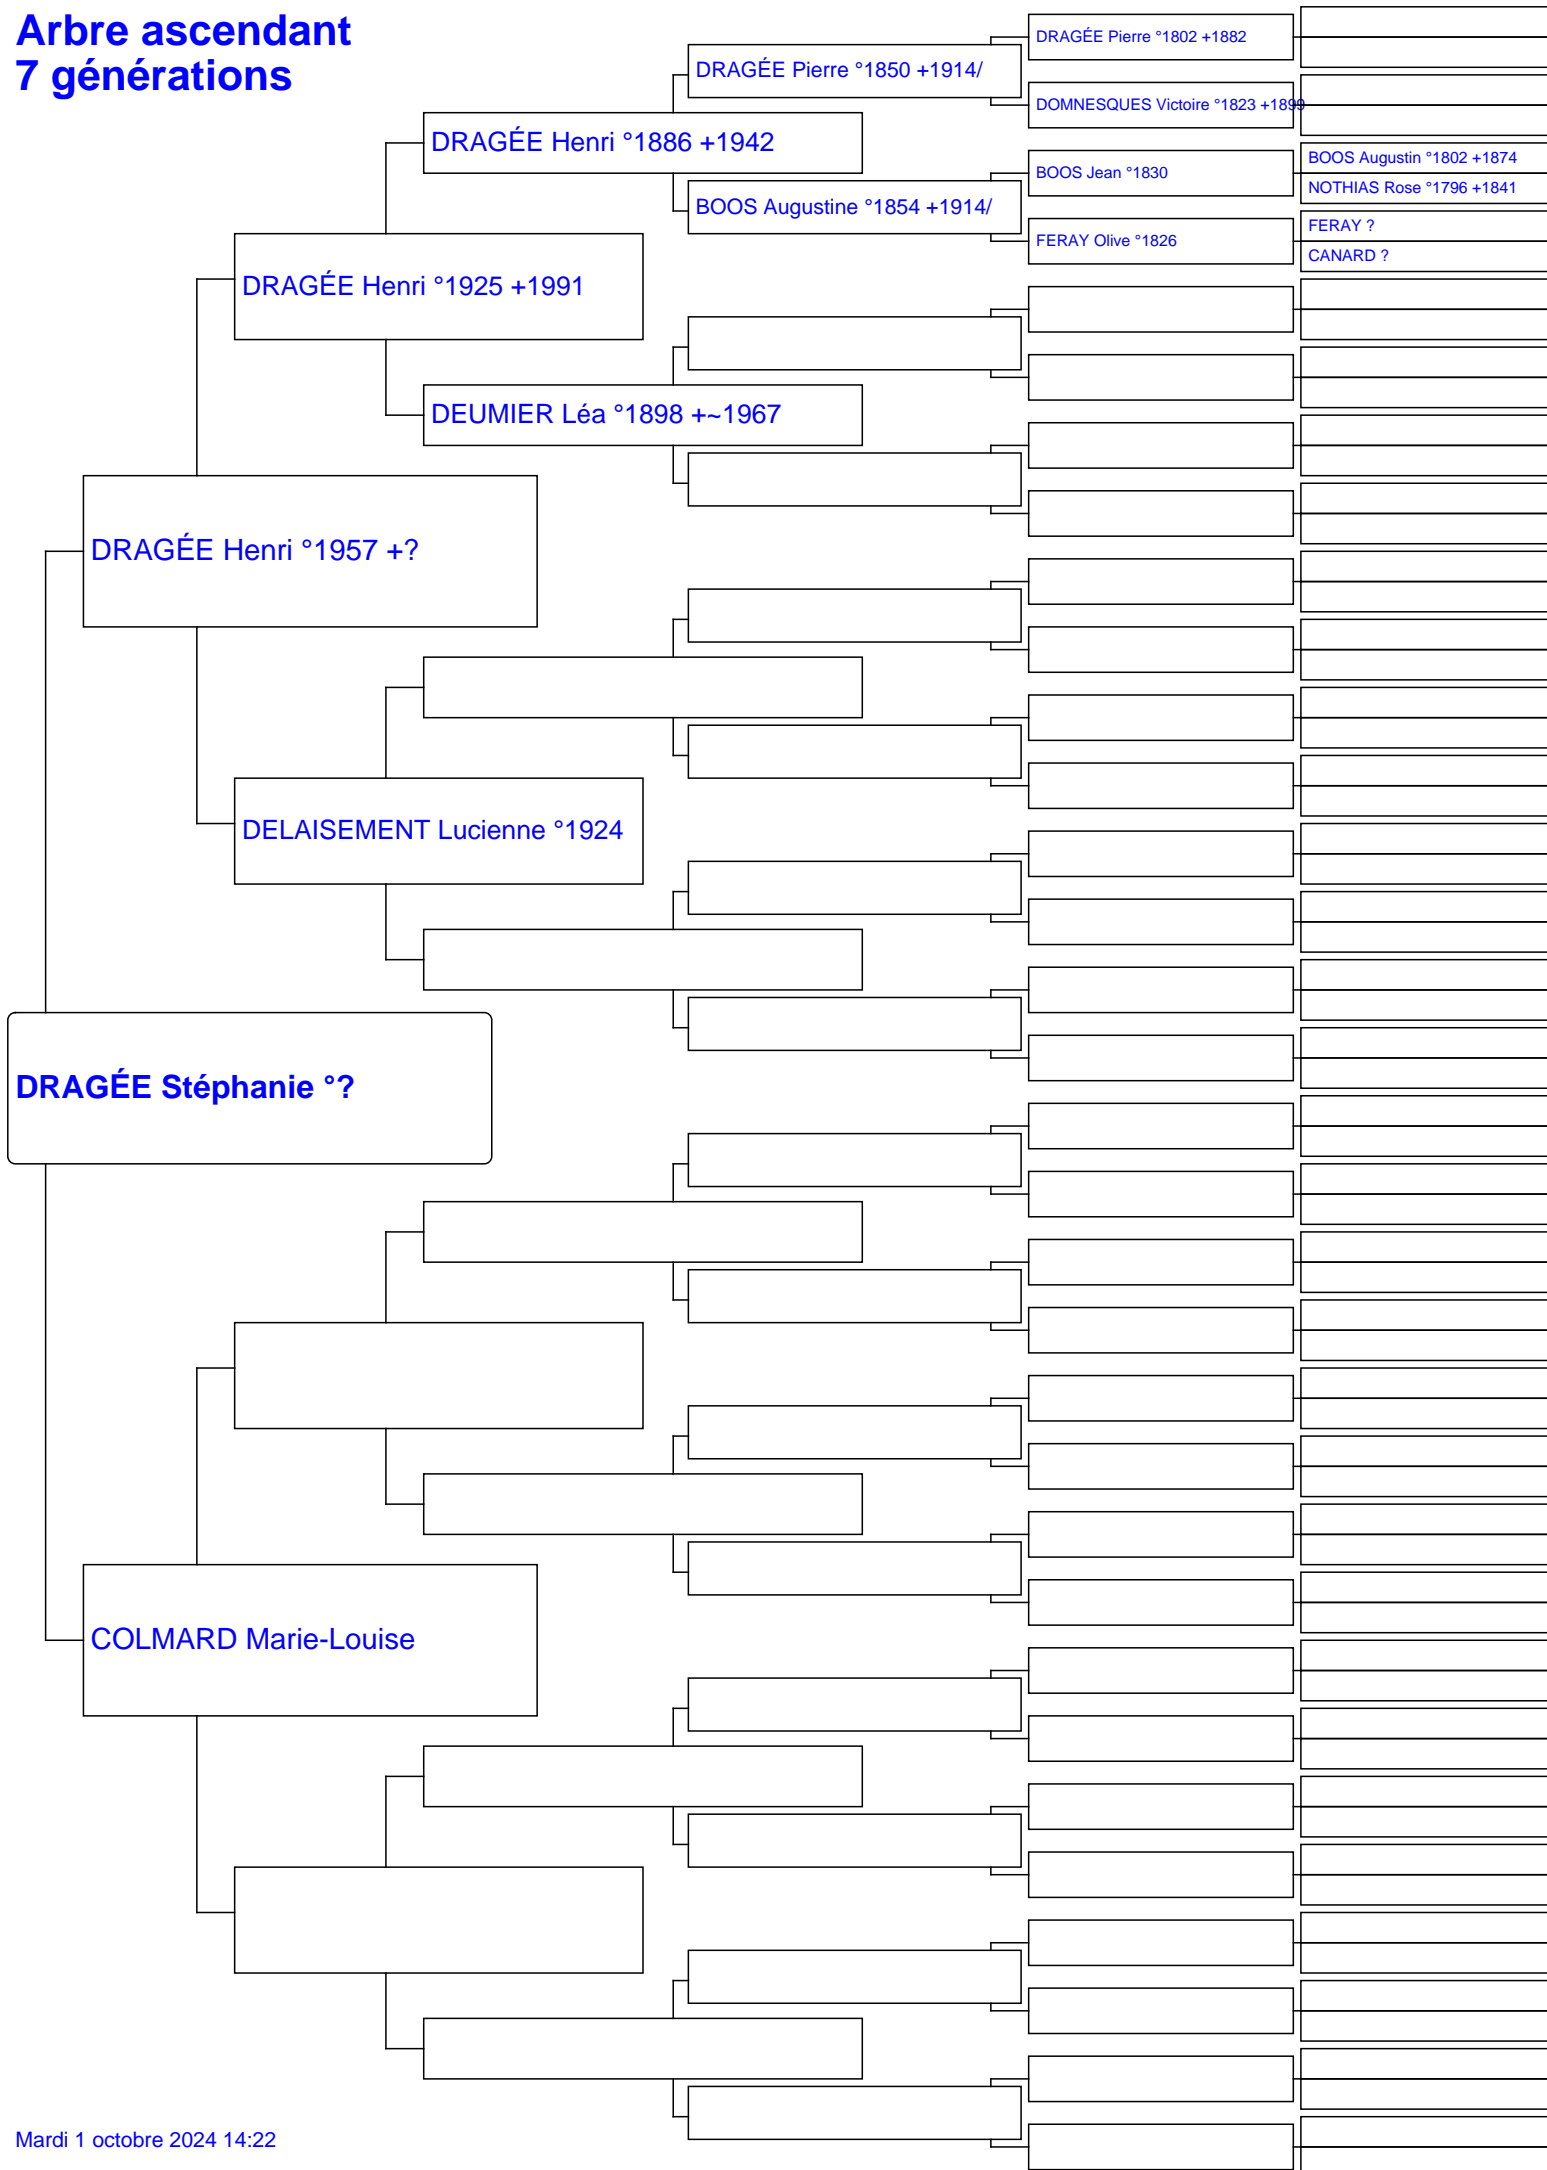 Arbre ascendant
7 générations
DRAGÉE Pierre °1802 +1882
DRAGÉE Pierre °1850 +1914/
DOMNESQUES Victoire °1823 +1899
DRAGÉE Henri °1886 +1942
BOOS Augustin °1802 +1874
BOOS Jean °1830
NOTHIAS Rose °1796 +1841
BOOS Augustine °1854 +1914/
FERAY ?
FERAY Olive °1826
CANARD ?
DRAGÉE Henri °1925 +1991
DEUMIER Léa °1898 +~1967
DRAGÉE Henri °1957 +?
DELAISEMENT Lucienne °1924
DRAGÉE Stéphanie °?
COLMARD Marie-Louise
Mardi 1 octobre 2024 14:22